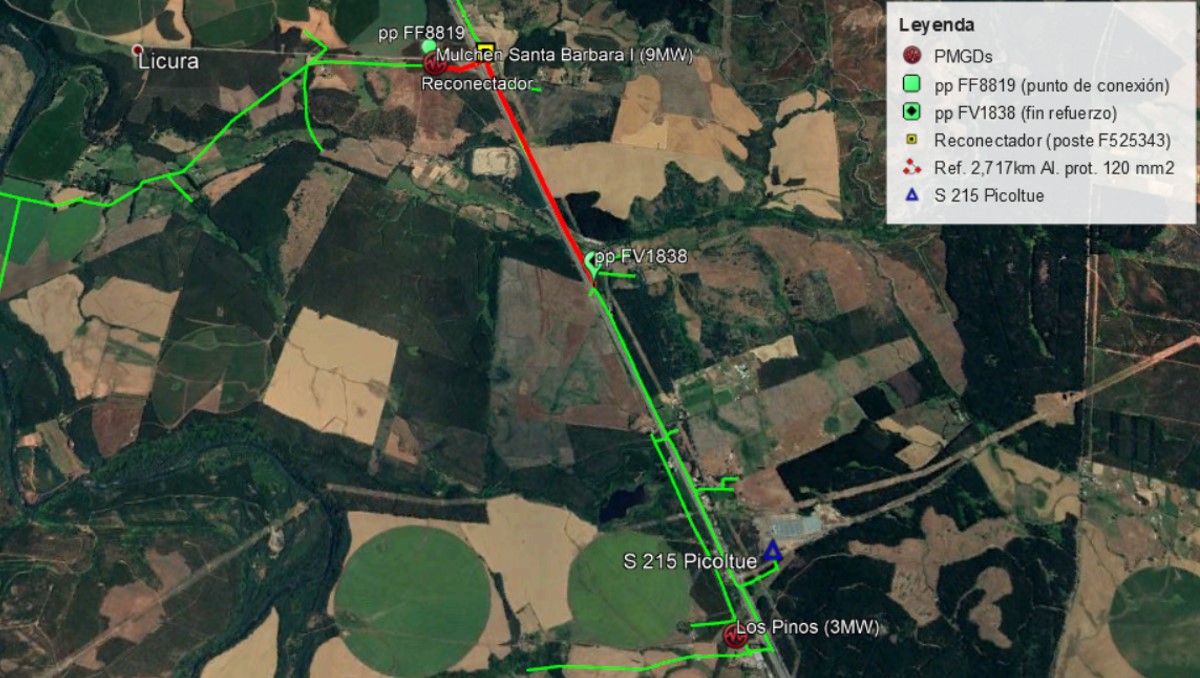 pp FF8819
Mulchen Santa Barbara I (9MW)
Licura
Reconectador
pp FV1838
S 215 Picoltue
Los Pinos (3MW)
Leyenda
PMGDs
pp FF8819 (punto de conexión)
pp FV1838 (fin refuerzo)
Reconectador (poste F525343)
Ref. 2,717km Al. prot. 120 mm2
S 215 Picoltue